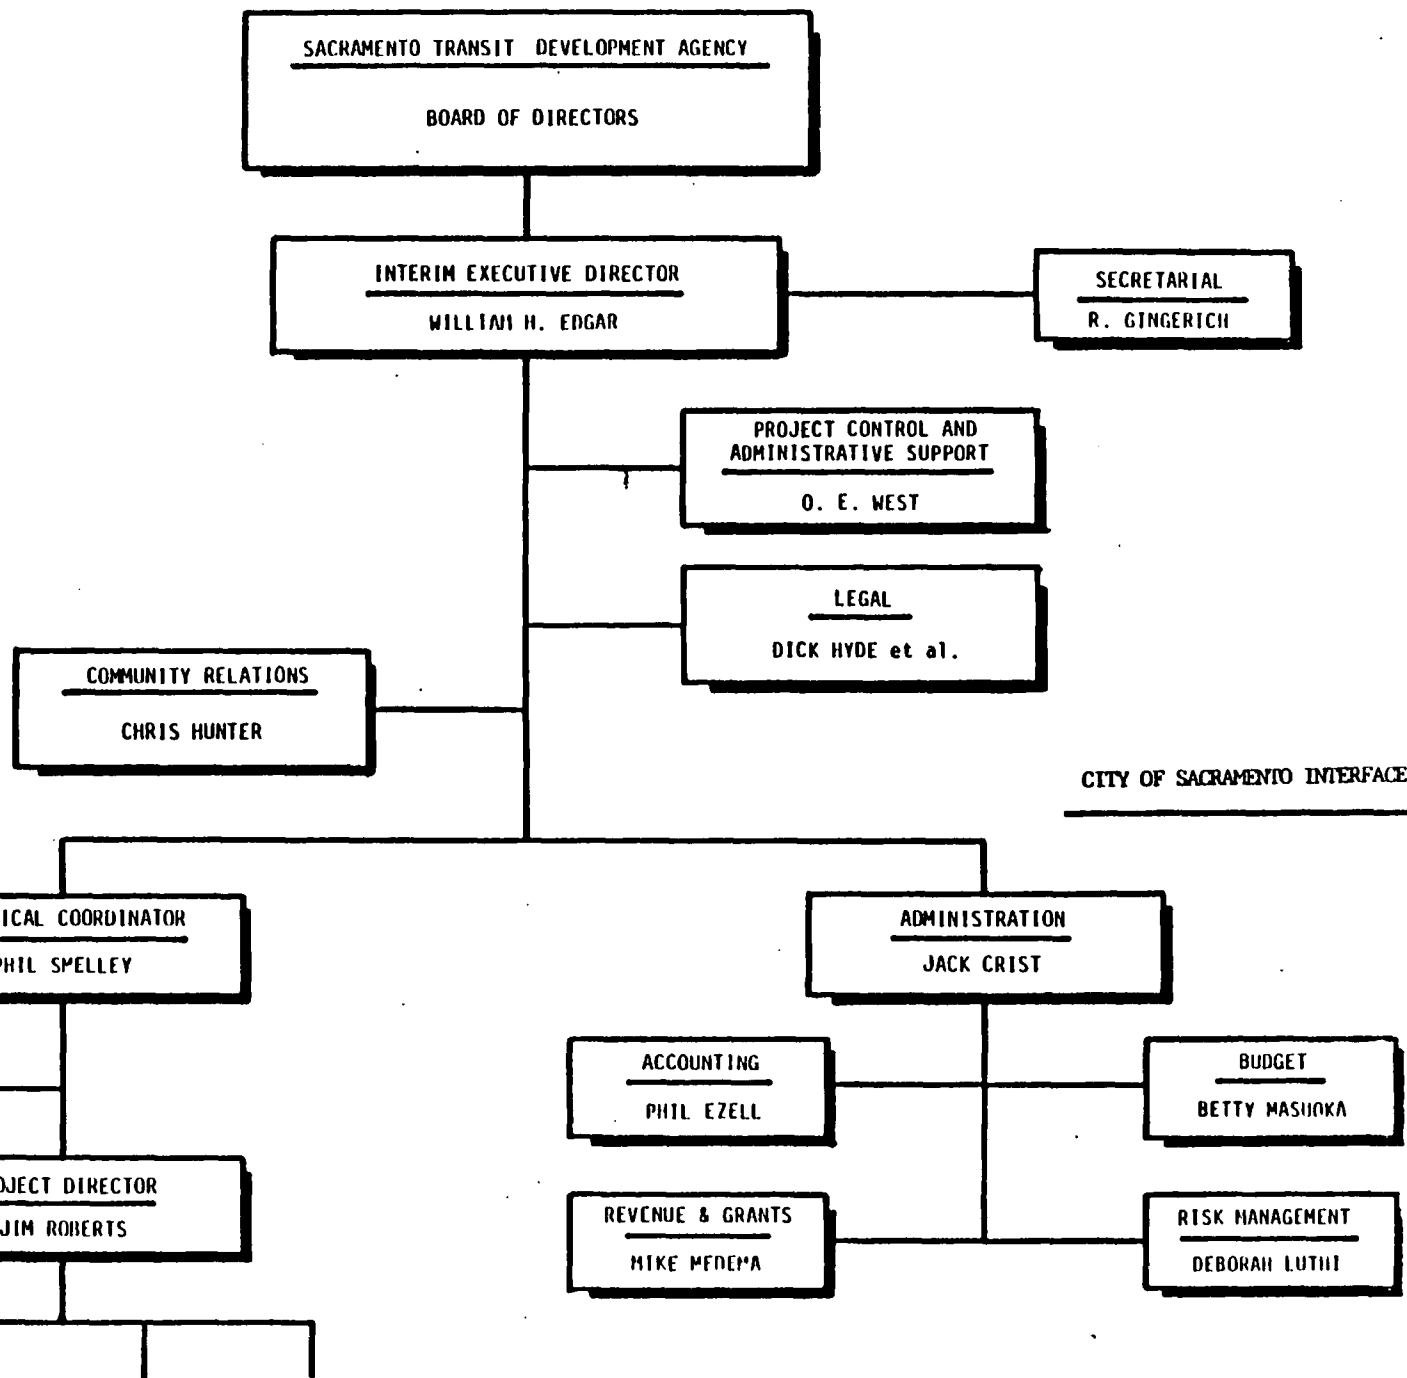 SACRAMENTO TRANSIT DEVELOPMENT AGENCY
BOARD OF DIRECTORS
INTERIM EXECUTIVE DIRECTOR
WILLIAM H. EDGAR
SECRETARIAL
R. GINGERICH
PROJECT CONTROL AND
ADMINISTRATIVE SUPPORT
O. E. WEST
LEGAL
DICK HYDE et al.
COMMUNITY RELATIONS
CHRIS HUNTER
CITY OF SACRAMENTO INTERFACE
ICAL COORDINATOR
PHIL SMELLEY
ADMINISTRATION
JACK CRIST
ACCOUNTING
PHIL EZELL
BUDGET
BETTY MASUOKA
OJECT DIRECTOR
JIM ROBERTS
REVENUE & GRANTS
MIKE MEDEMA
RISK MANAGEMENT
DEBORAH LUTHI